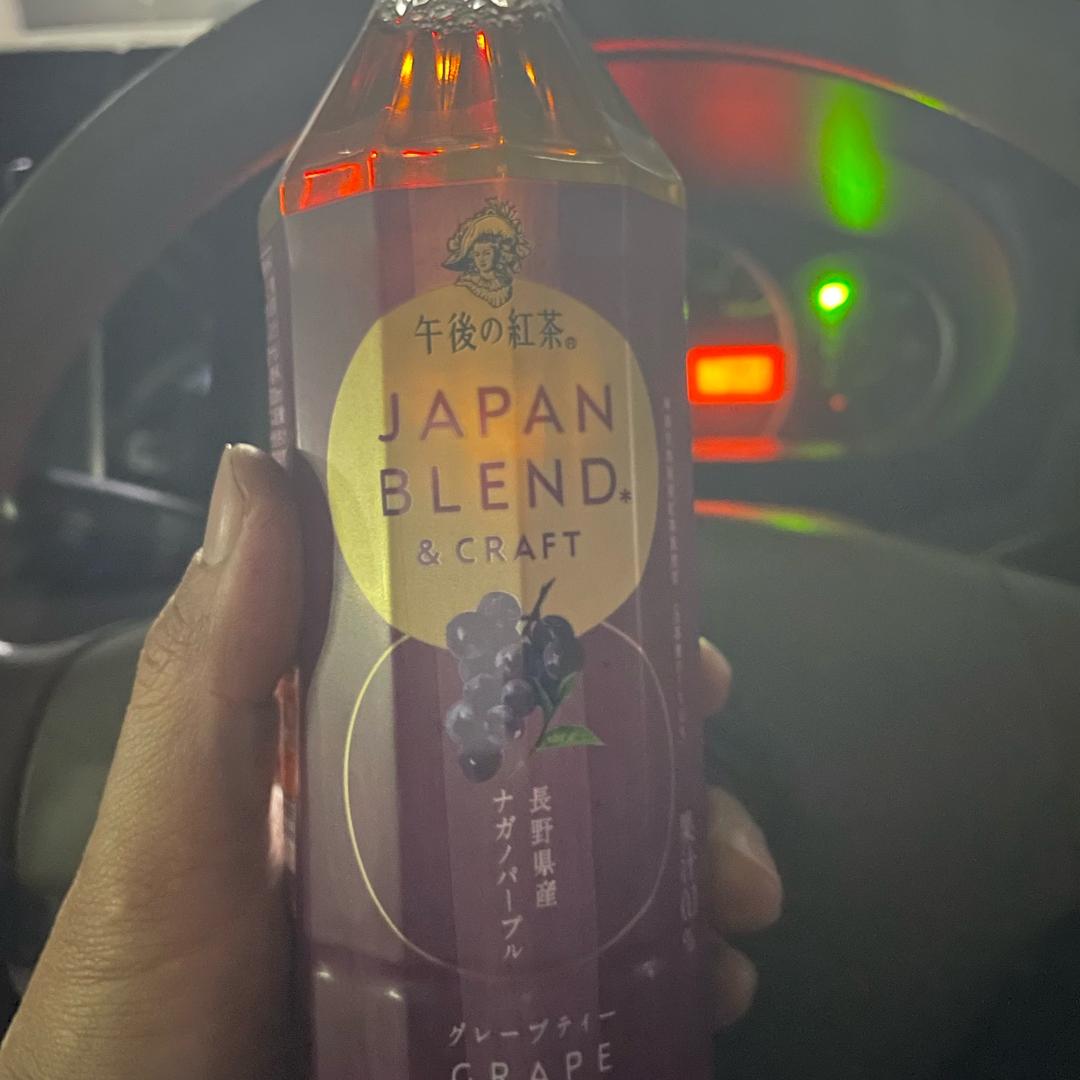 午後の紅茶®
JAPAN
BLEND*
& CRAFT
長野県産
ナガノパープル
グレープティー
GRAPE